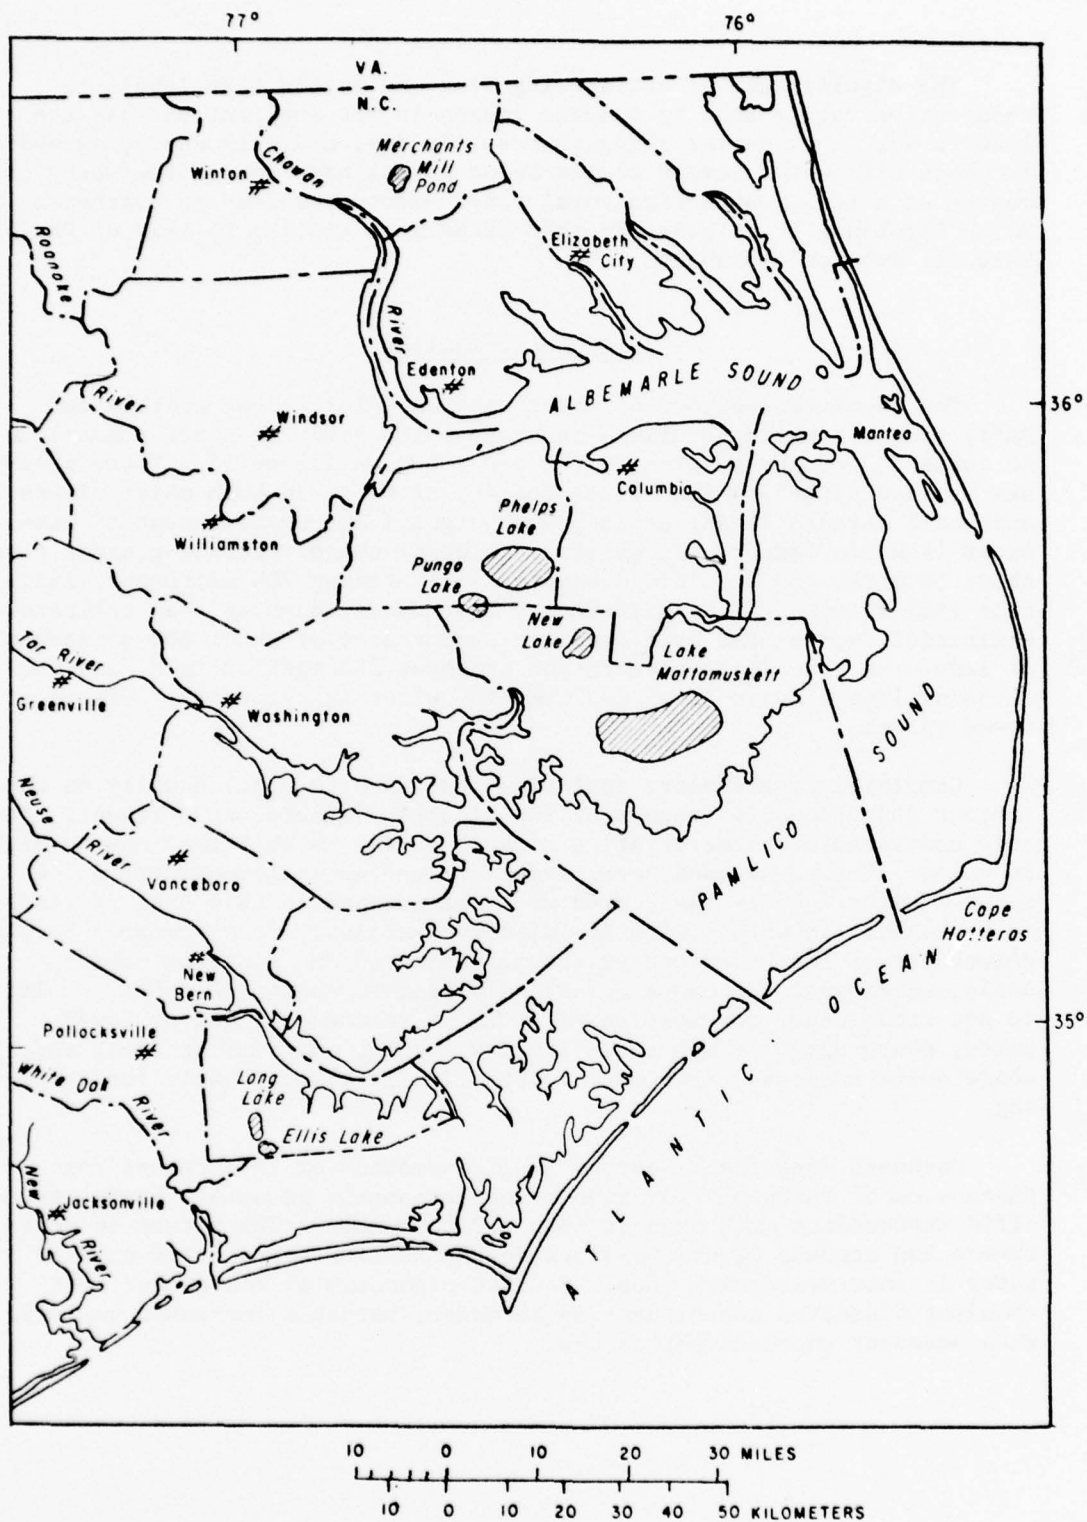 77°
76°
VA.
N.C.
Merchants
Mill
Pond
Chowan
Winton
Roanoke
Elizabeth
City
River
Edenton
ALBEMARLE SOUND
36°
River
Windsor
Manteo
Columbia
Phelps
Lake
Williamston
Pungo
Lake
New
Lake
Lake
Mattamuskett
Tar River
Greenville
Washington
SOUND
Neuse
River
PAMLICO
Vanceboro
Cape
Hatteras
New
Bern
OCEAN
35°
Pollocksville
White Oak
River
Long
Lake
Ellis Lake
ATLANTIC
New
Jacksonville
River
10 0 10 20 30 MILES
10 0 10 20 30 40 50 KILOMETERS